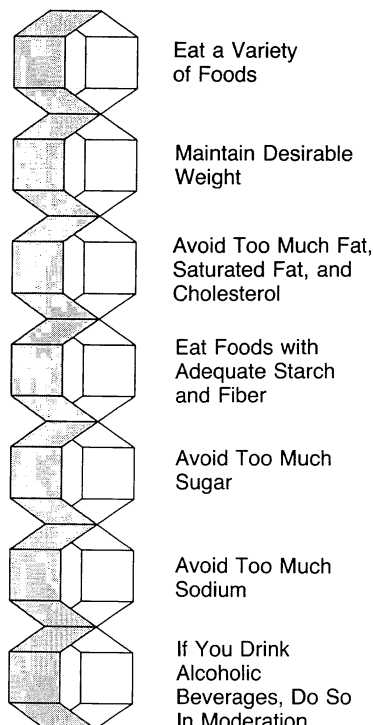 Eat a Variety
of Foods
Maintain Desirable
Weight
Avoid Too Much Fat,
Saturated Fat, and
Cholesterol
Eat Foods with
Adequate Starch
and Fiber
Avoid Too Much
Sugar
Avoid Too Much
Sodium
If You Drink
Alcoholic
Beverages, Do So
In Moderation